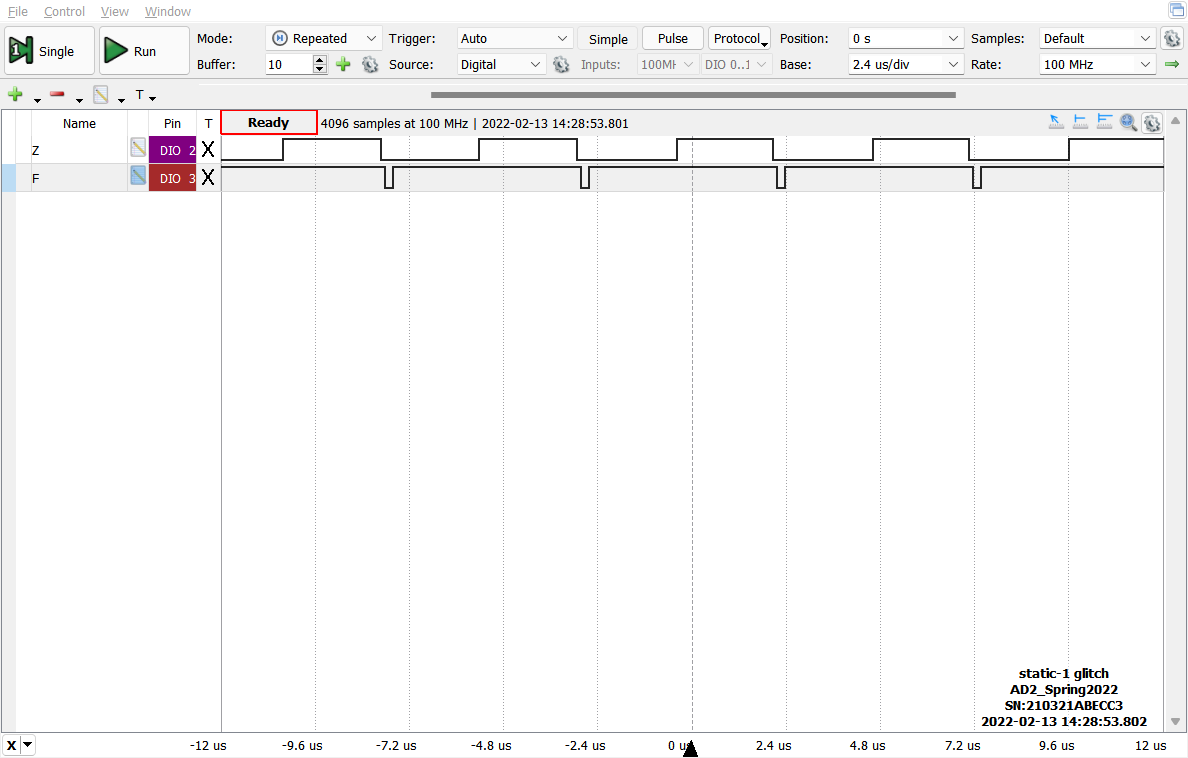 File Control View Window
1 Single Run Mode: Repeated Trigger: Auto Simple Pulse Protocol Position: 0 s Samples: Default
Buffer: 10 Source: Digital Inputs: 100MH DIO 0..1 Base: 2.4 us/div Rate: 100 MHz
T
Name Pin T Ready 4096 samples at 100 MHz | 2022-02-13 14:28:53.801
Z DIO 2 X
F DIO 3 X
static-1 glitch
AD2_Spring2022
SN:210321ABECC3
2022-02-13 14:28:53.802
X -12 us -9.6 us -7.2 us -4.8 us -2.4 us 0 us 2.4 us 4.8 us 7.2 us 9.6 us 12 us